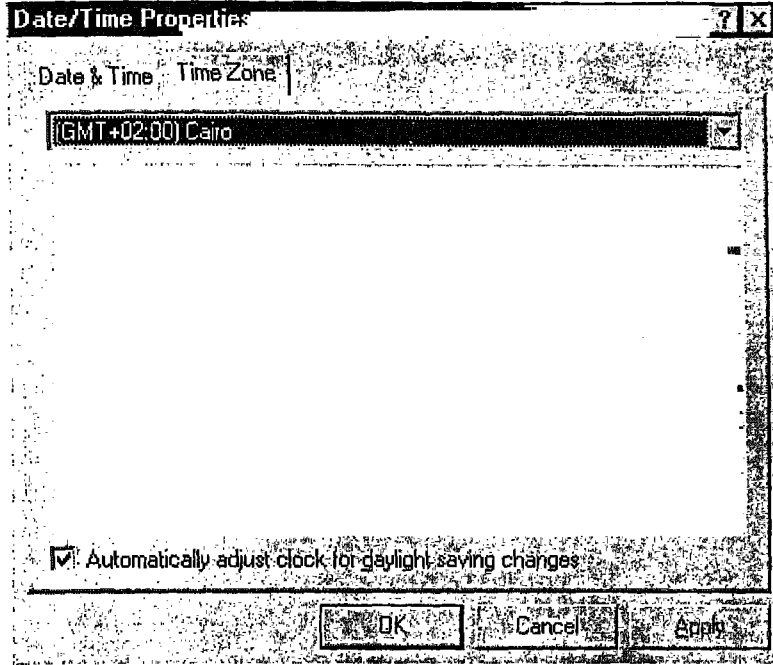 Date/Time Properties
Date & Time Time Zone
(GMT+02:00) Cairo
Automatically adjust clock for daylight saving changes
OK Cancel Apply